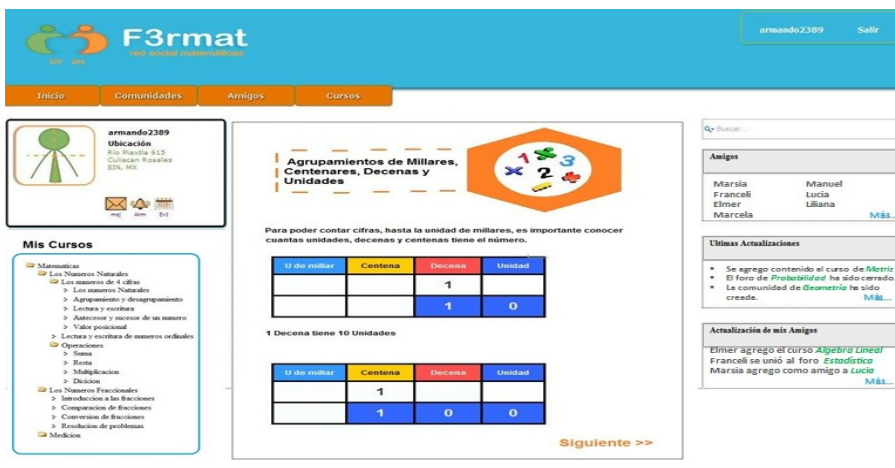 F3rmat
red social matemáticas
armando2389 Salir
Inicio Comunidades Amigos Cursos
armando2389
Ubicación
Río Piaxtla 615
Culiacan Rosales
SIN, MX
msj Alrm Evt
Mis Cursos
Matematicas
Los Numeros Naturales
Los numeros de 4 cifras
> Los numeros Naturales
> Agrupamiento y desagrupamiento
> Lectura y escritura
> Antecesor y sucesor de un numero
> Valor posicional
> Lectura y escritura de numeros ordinales
Operaciones
> Suma
> Resta
> Multiplicacion
> Dicicion
Los Numeros Fraccionales
> Introduccion a las fracciones
> Comparacion de fracciones
> Conversion de fracciones
> Resolucion de problemas
Medicion
Agrupamientos de Millares,
Centenares, Decenas y
Unidades
1 3
x 2
Para poder contar cifras, hasta la unidad de millares, es importante conocer
cuantas unidades, decenas y centenas tiene el número.
U de millar Centena Decena Unidad
1
1 0
1 Decena tiene 10 Unidades
U de millar Centena Decena Unidad
1
1 0 0
Siguiente >>
Buscar...
Amigos
Marsia Manuel
Franceli Lucia
Elmer Liliana
Marcela Más...
Ultimas Actualizaciones
▪ Se agrego contenido al curso de Matriz
▪ El foro de Probabilidad ha sido cerrado.
▪ La comunidad de Geometría ha sido
creada. Más...
Actualización de mis Amigos
Elmer agrego el curso Algebra Lineal
Franceli se unió al foro Estadística
Marsia agrego como amigo a Lucia
Más...